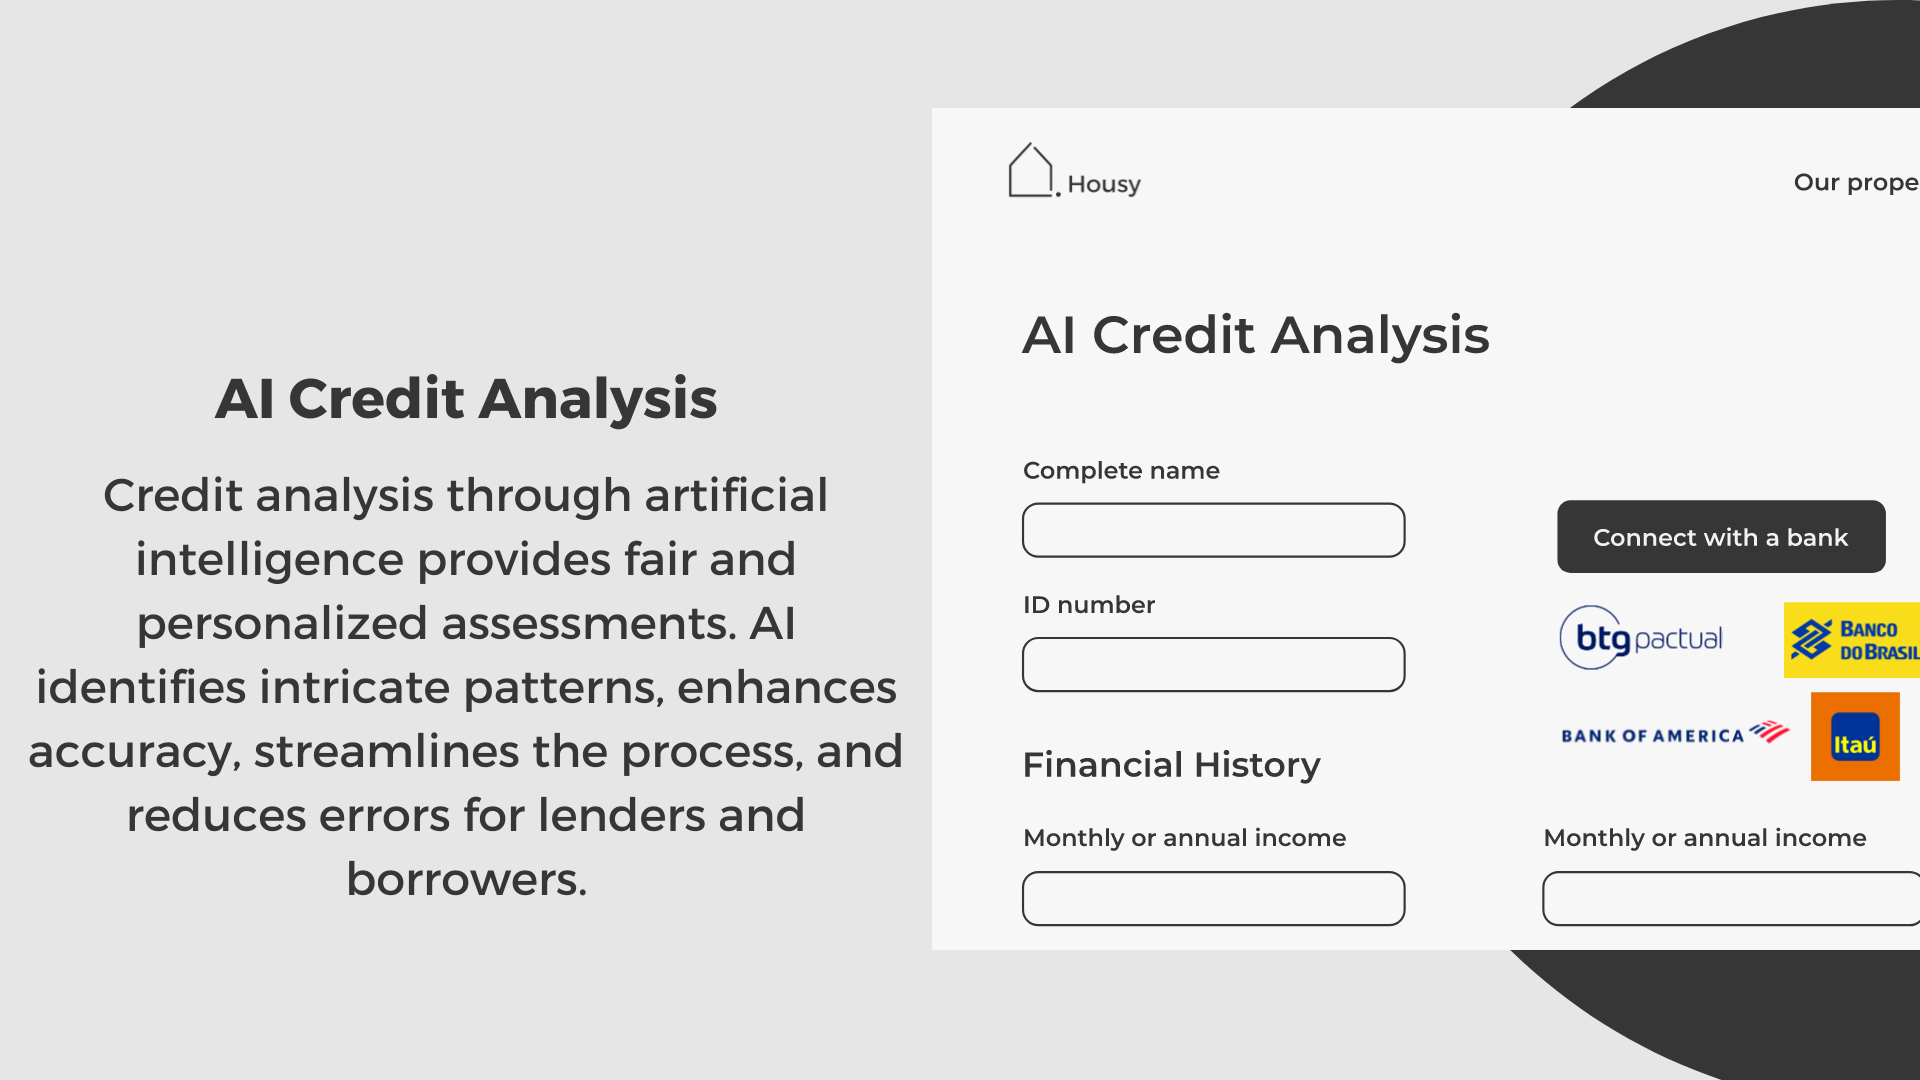 AI Credit Analysis
Credit analysis through artificial
intelligence provides fair and
personalized assessments. AI
identifies intricate patterns, enhances
accuracy, streamlines the process, and
reduces errors for lenders and
borrowers.
Housy
Our prope
AI Credit Analysis
Complete name
ID number
Connect with a bank
btg pactual
BANCO
DO BRASIL
BANK OF AMERICA
Itaú
Financial History
Monthly or annual income
Monthly or annual income